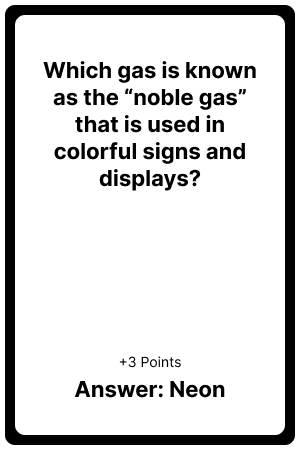 Which gas is known
as the “noble gas”
that is used in
colorful signs and
displays?
+3 Points
Answer: Neon